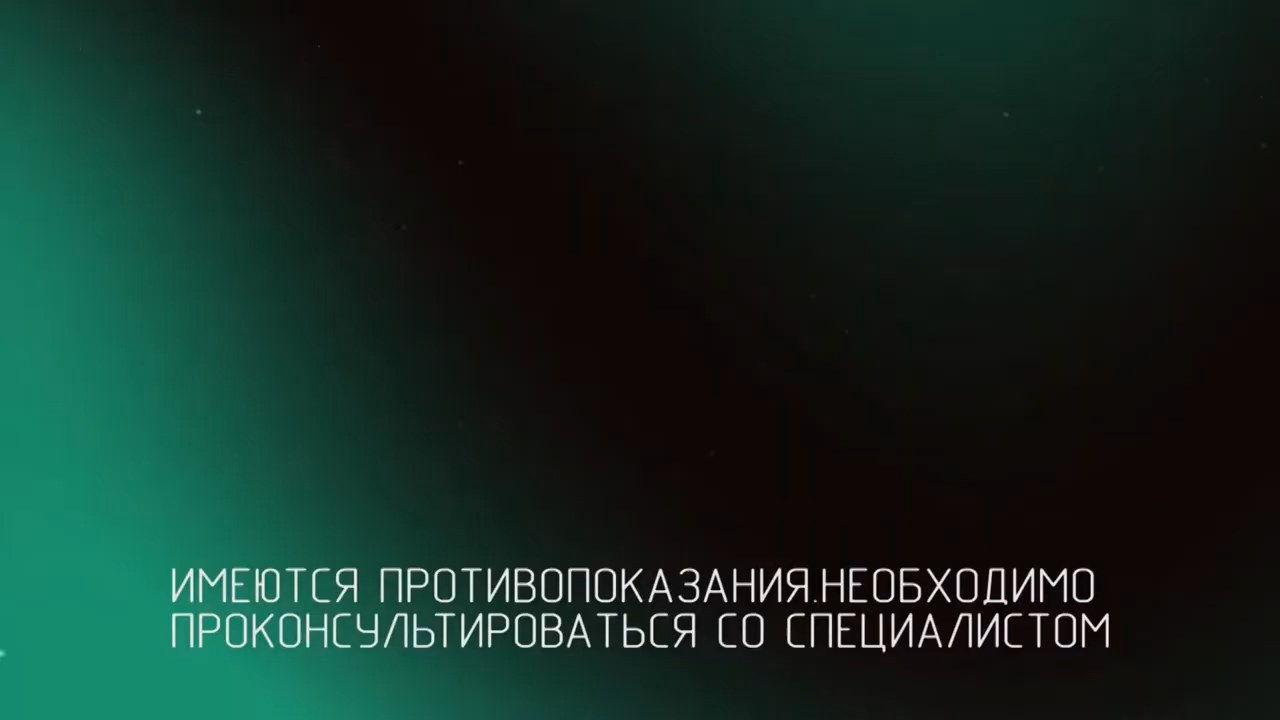 ИМЕЮТСЯ ПРОТИВОПОКАЗАНИЯ.НЕОБХОДИМО
ПРОКОНСУЛЬТИРОВАТЬСЯ СО СПЕЦИАЛИСТОМ